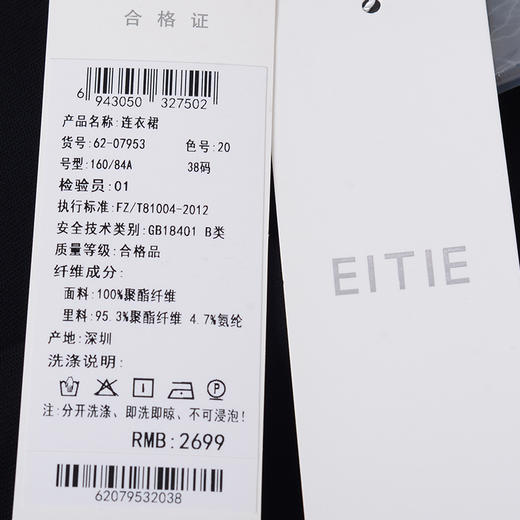 合格证
6 943050 327502
产品名称:连衣裙
货号:62-07953 色号:20
号型:160/84A 38码
检验员:01
执行标准:FZ/T81004-2012
安全技术类别:GB18401 B类
质量等级:合格品
纤维成分:
面料:100%聚酯纤维
里料:95.3%聚酯纤维 4.7%氨纶
产地:深圳
洗涤说明:
P
注:分开洗涤、即洗即晾、不可浸泡!
RMB:2699
62079532038
EITIE